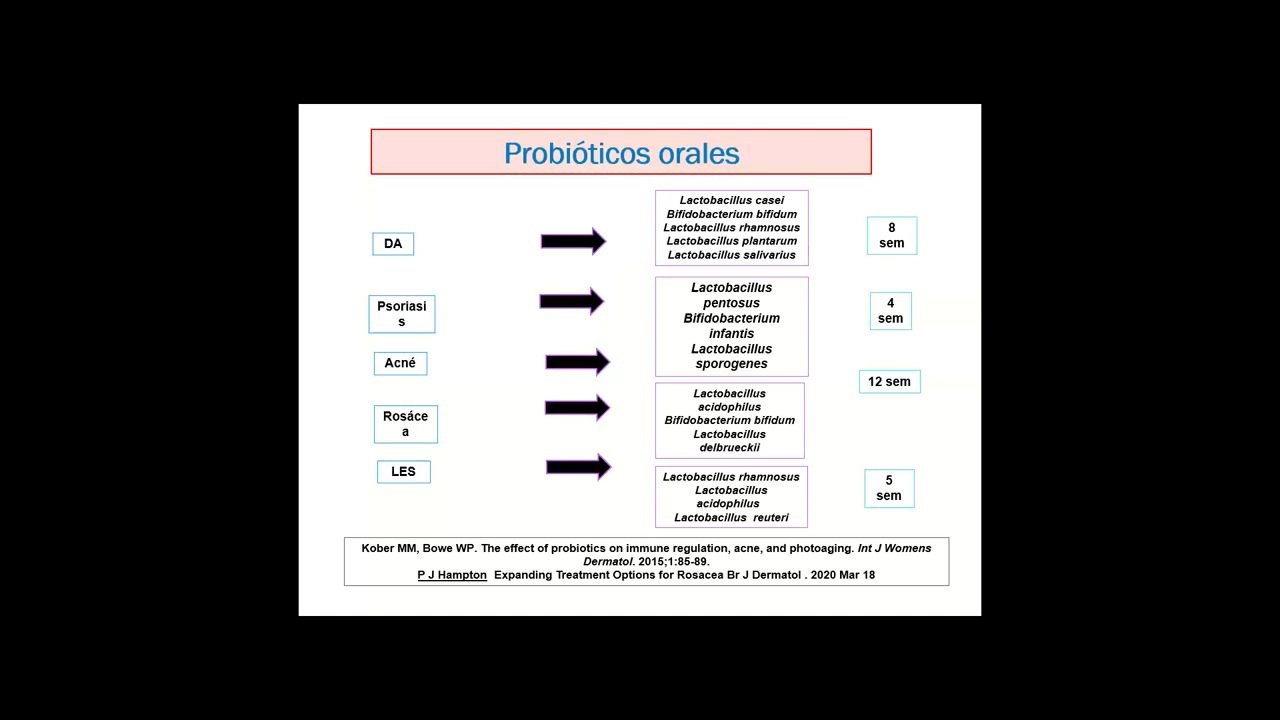 Probióticos orales
DA
Lactobacillus casei
Bifidobacterium bifidum
Lactobacillus rhamnosus
Lactobacillus plantarum
Lactobacillus salivarius
8
sem
Psoriasi
s
Lactobacillus
pentosus
Bifidobacterium
infantis
Lactobacillus
sporogenes
4
sem
Acné
12 sem
Rosáce
a
Lactobacillus
acidophilus
Bifidobacterium bifidum
Lactobacillus
delbrueckii
LES
Lactobacillus rhamnosus
Lactobacillus
acidophilus
Lactobacillus reuteri
5
sem
Kober MM, Bowe WP. The effect of probiotics on immune regulation, acne, and photoaging. Int J Womens
Dermatol. 2015;1:85-89.
P J Hampton Expanding Treatment Options for Rosacea Br J Dermatol . 2020 Mar 18